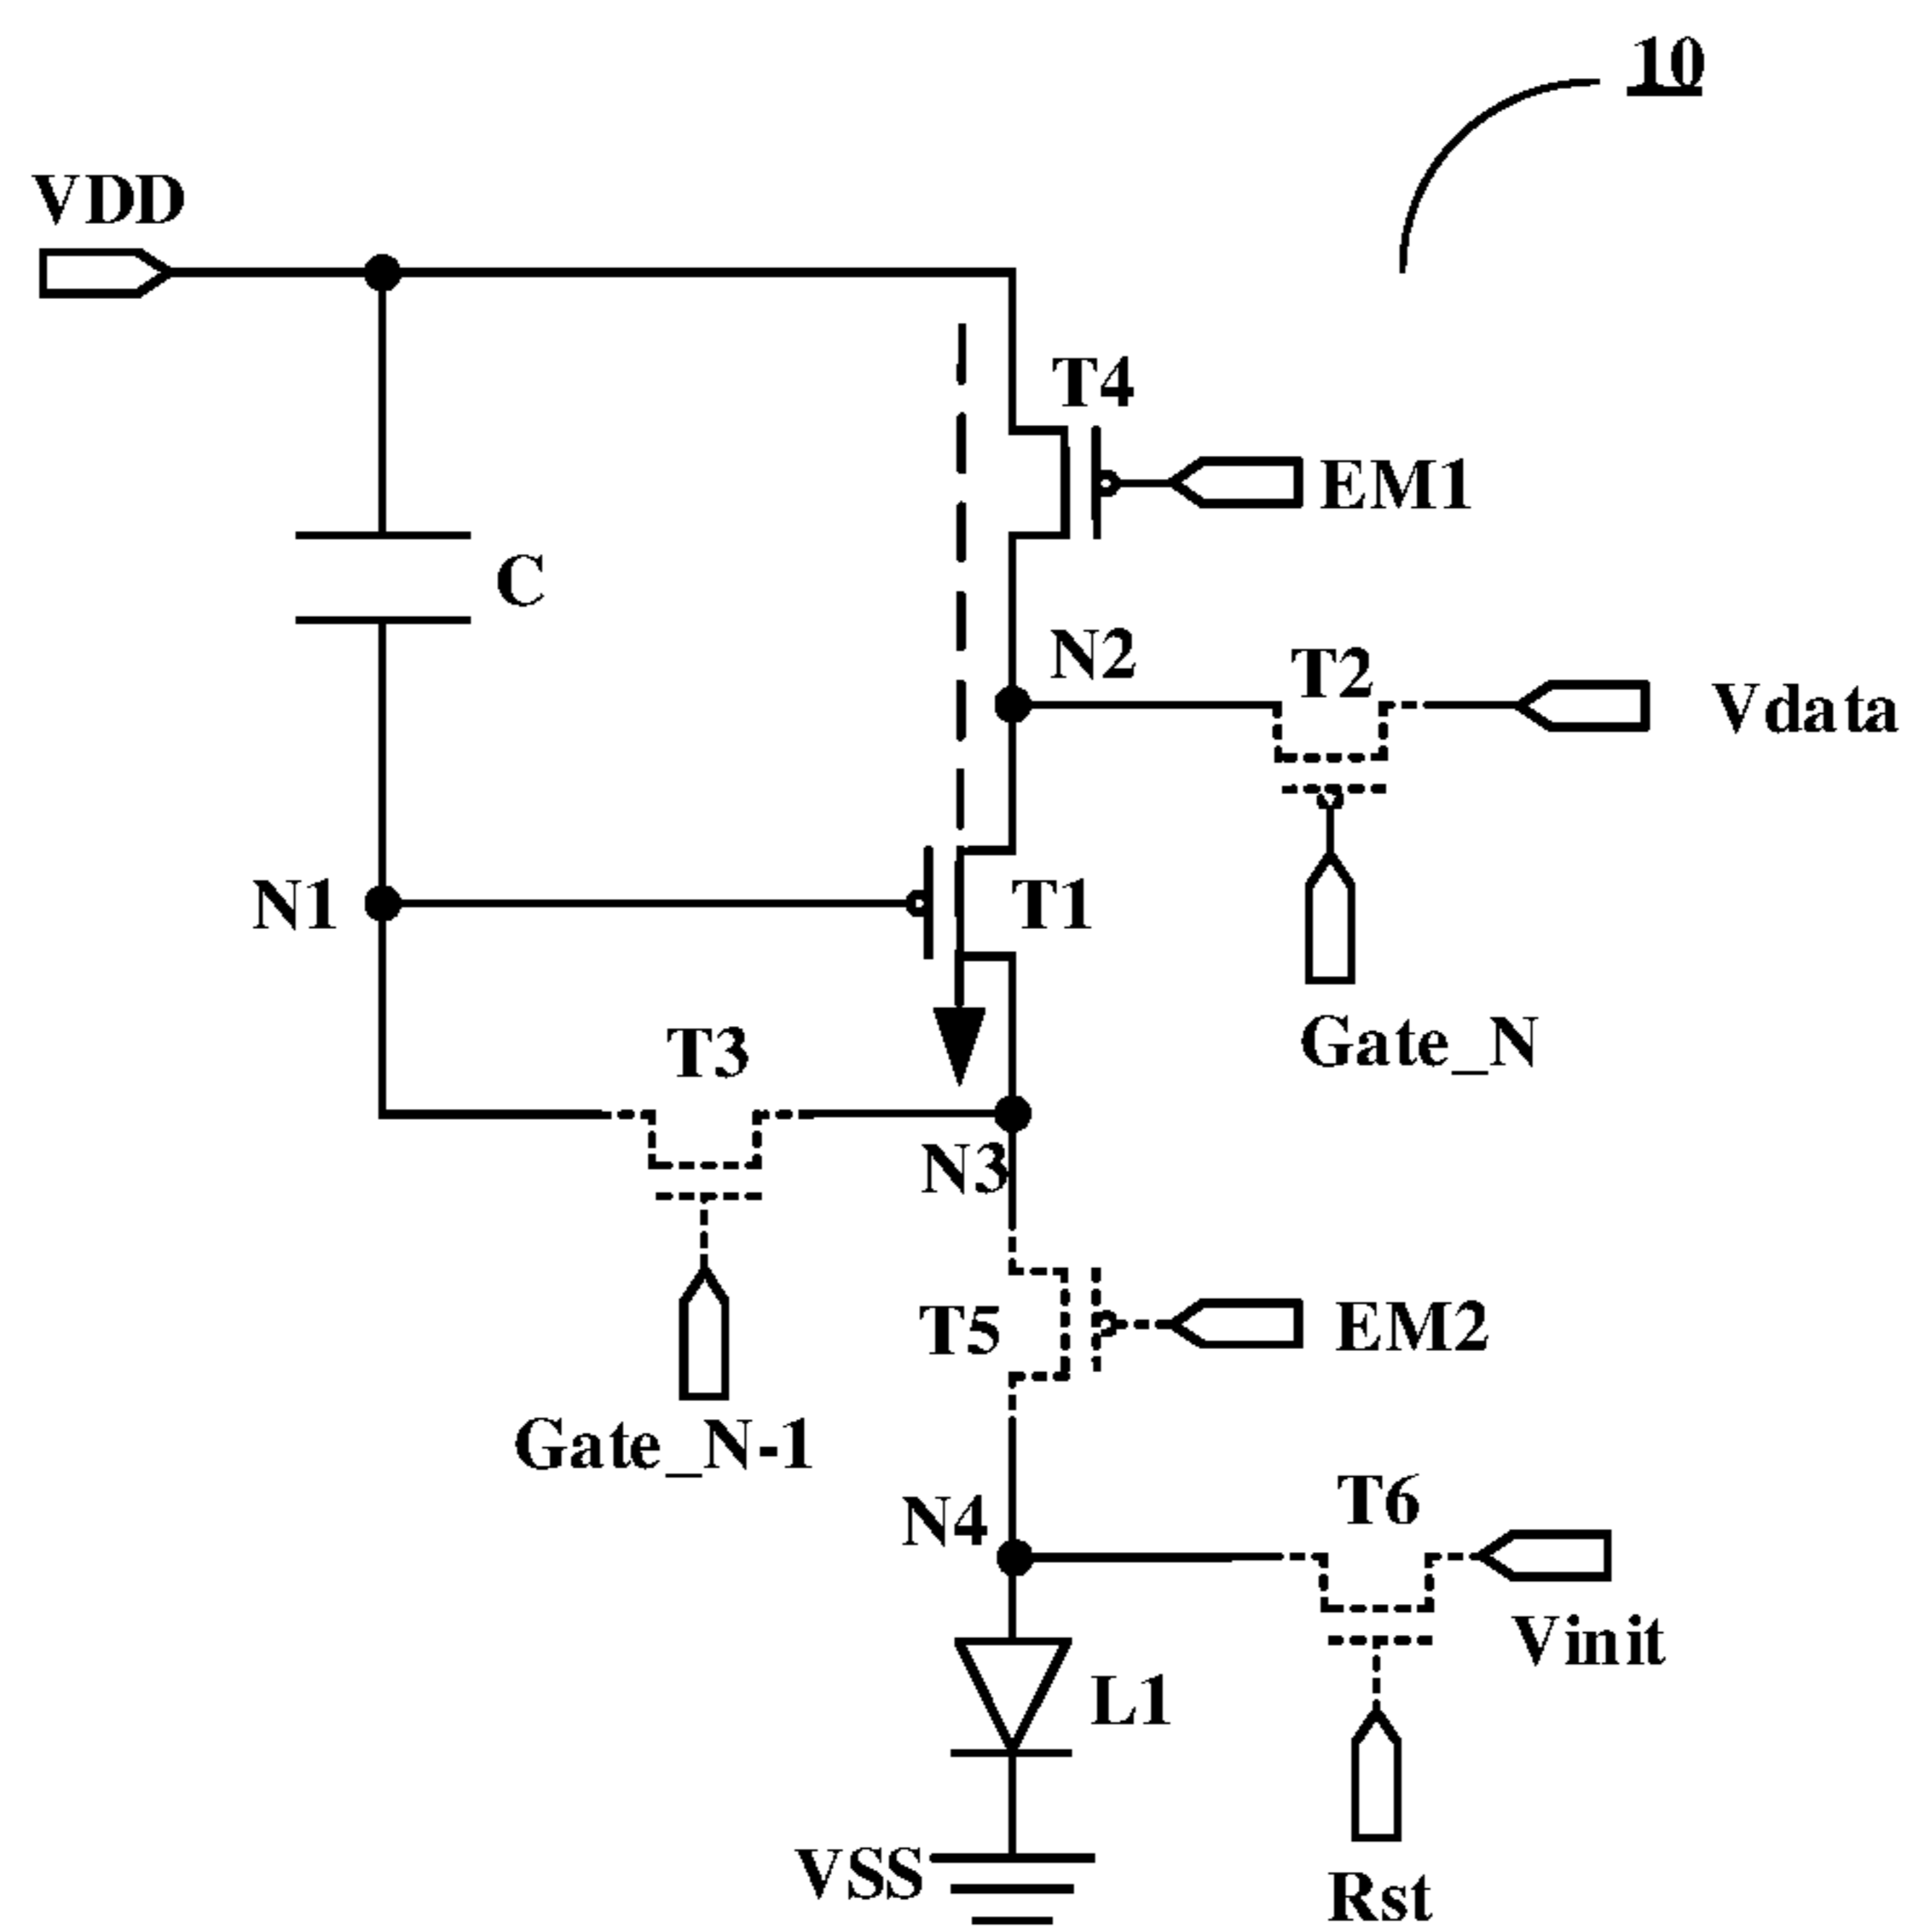 10
VDD
T4
EM1
C
N2
T2
Vdata
N1
T1
Gate_N
T3
N3
T5
EM2
Gate_N-1
N4
T6
Vinit
L1
VSS
Rst